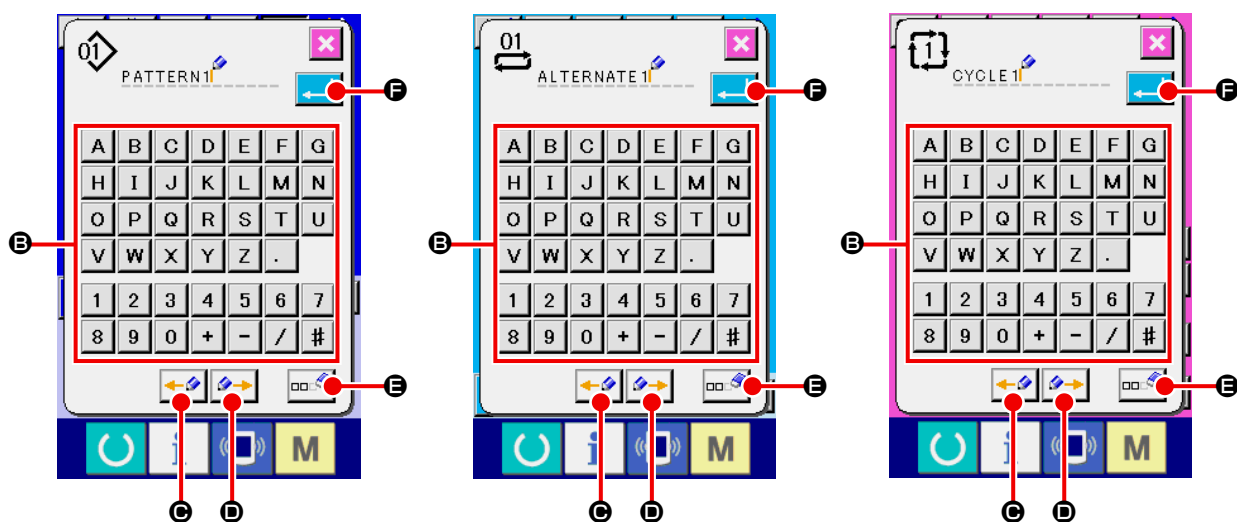 01
PATTERN1
F
A B C D E F G
H I J K L M N
O P Q R S T U
B
V W X Y Z .
1 2 3 4 5 6 7
8 9 0 + - / #
E
i M
C D
01
ALTERNATE1
F
A B C D E F G
H I J K L M N
O P Q R S T U
B
V W X Y Z .
1 2 3 4 5 6 7
8 9 0 + - / #
E
i M
C D
1
CYCLE1
F
A B C D E F G
H I J K L M N
O P Q R S T U
B
V W X Y Z .
1 2 3 4 5 6 7
8 9 0 + - / #
E
i M
C D